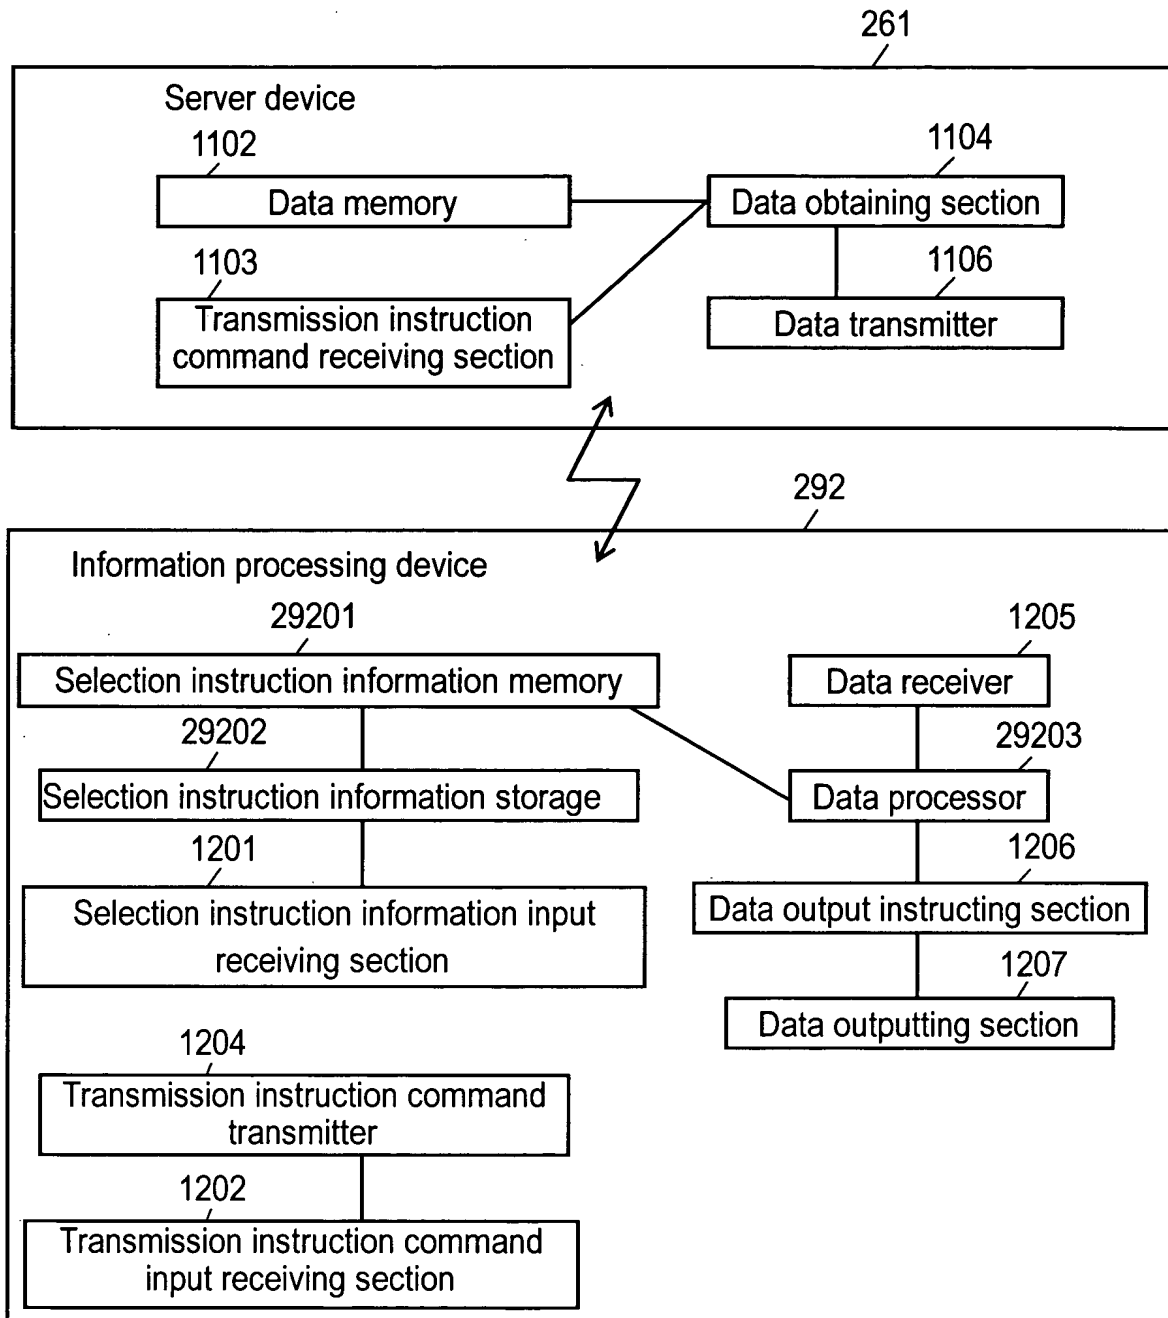 261
Server device
1102
1104
Data memory
Data obtaining section
1103
1106
Transmission instruction
command receiving section
Data transmitter
292
Information processing device
29201
1205
Selection instruction information memory
Data receiver
29202
29203
Selection instruction information storage
Data processor
1201
1206
Selection instruction information input
receiving section
Data output instructing section
1207
Data outputting section
1204
Transmission instruction command
transmitter
1202
Transmission instruction command
input receiving section